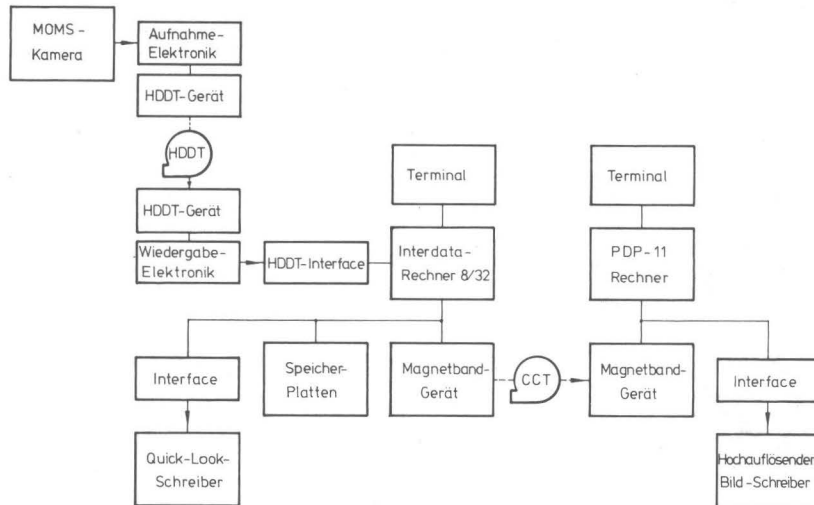 MOMS -
Kamera
Aufnahme-
Elektronik
HDDT-Gerät
HDDT
HDDT-Gerät
Wiedergabe-
Elektronik
HDDT-Interface
Terminal
Interdata-
Rechner 8/32
Terminal
PDP-11
Rechner
Interface
Speicher-
Platten
Magnetband-
Gerät
CCT
Magnetband-
Gerät
Interface
Quick-Look-
Schreiber
Hochauflösender
Bild-Schreiber